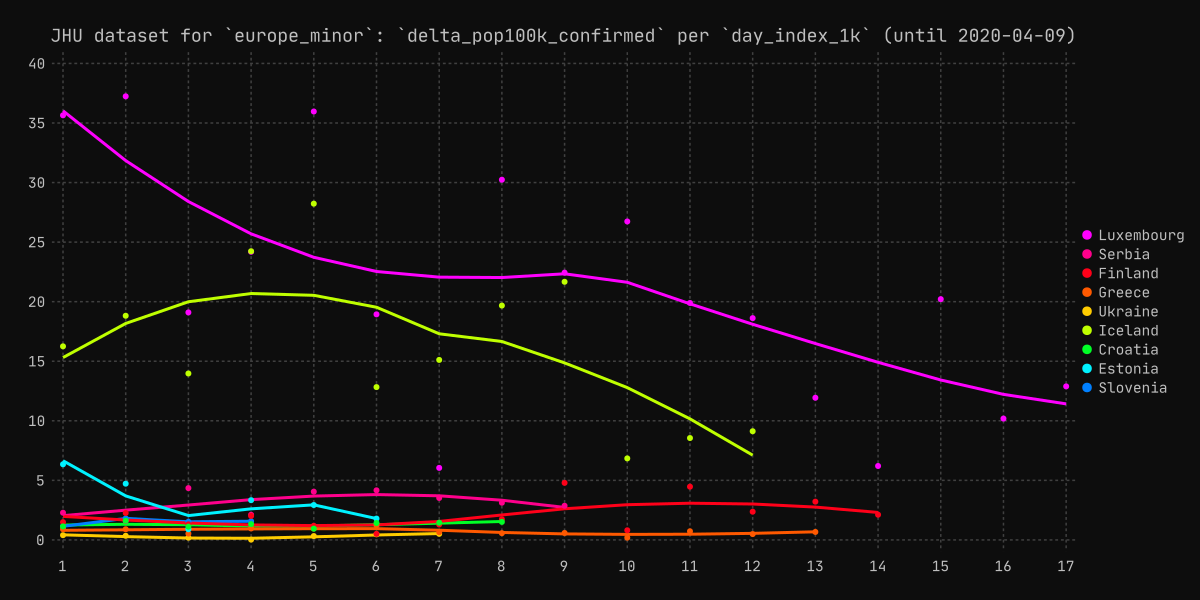 JHU dataset for `europe_minor`: `delta_pop100k_confirmed` per `day_index_1k` (until 2020-04-09)
40
35
30
25
20
15
10
5
0
1 2 3 4 5 6 7 8 9 10 11 12 13 14 15 16 17
Luxembourg
Serbia
Finland
Greece
Ukraine
Iceland
Croatia
Estonia
Slovenia